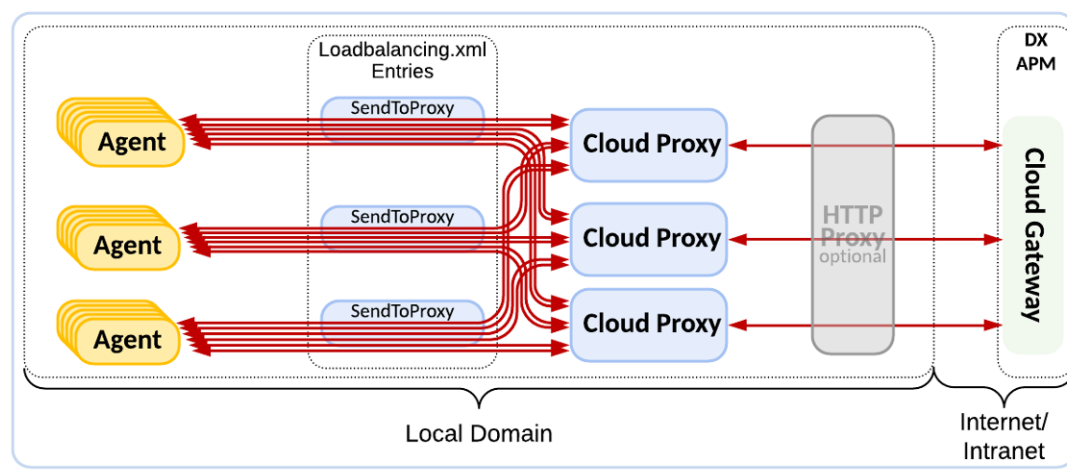 Loadbalancing.xml
Entries
DX
APM
Agent
SendToProxy
Cloud Proxy
Agent
SendToProxy
Cloud Proxy
HTTP
Proxy
optional
Cloud Gateway
Agent
SendToProxy
Cloud Proxy
Local Domain
Internet/
Intranet